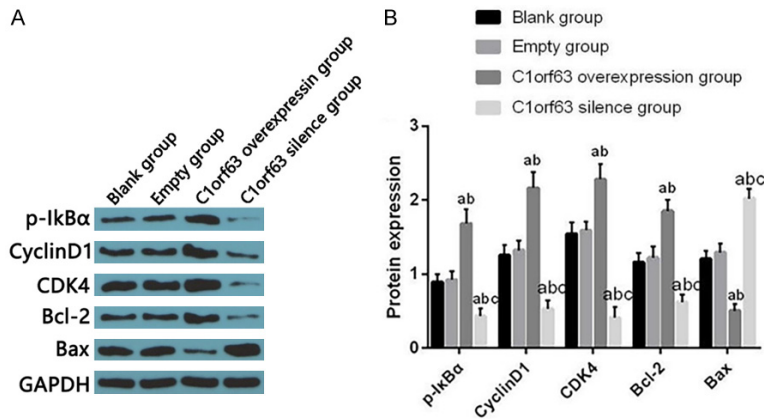 A
Blank group
Empty group
C1orf63 overexpressin group
C1orf63 silence group
p-IkBα
CyclinD1
CDK4
Bcl-2
Bax
GAPDH
B
Blank group
Empty group
C1orf63 overexpression group
C1orf63 silence group
Protein expression
3
2
1
0
ab
abc
ab
abc
ab
abc
ab
abc
ab
abc
p-IκBα
CyclinD1
CDK4
Bcl-2
Bax